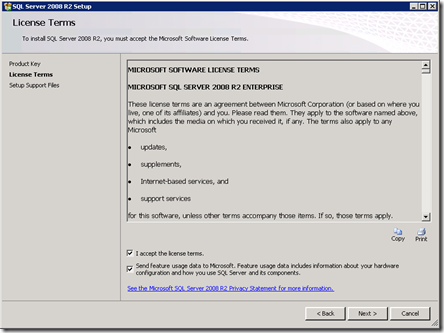 SQL Server 2008 R2 Setup
License Terms
To install SQL Server 2008 R2, you must accept the Microsoft Software License Terms.
Product Key
License Terms
Setup Support Files
MICROSOFT SOFTWARE LICENSE TERMS
MICROSOFT SQL SERVER 2008 R2 ENTERPRISE
These license terms are an agreement between Microsoft Corporation (or based on where you
live, one of its affiliates) and you. Please read them. They apply to the software named above,
which includes the media on which you received it, if any. The terms also apply to any
Microsoft
• updates,
• supplements,
• Internet-based services, and
• support services
for this software, unless other terms accompany those items. If so, those terms apply.
Copy Print
I accept the license terms.
Send feature usage data to Microsoft. Feature usage data includes information about your hardware
configuration and how you use SQL Server and its components.
See the Microsoft SQL Server 2008 R2 Privacy Statement for more information.
< Back Next > Cancel